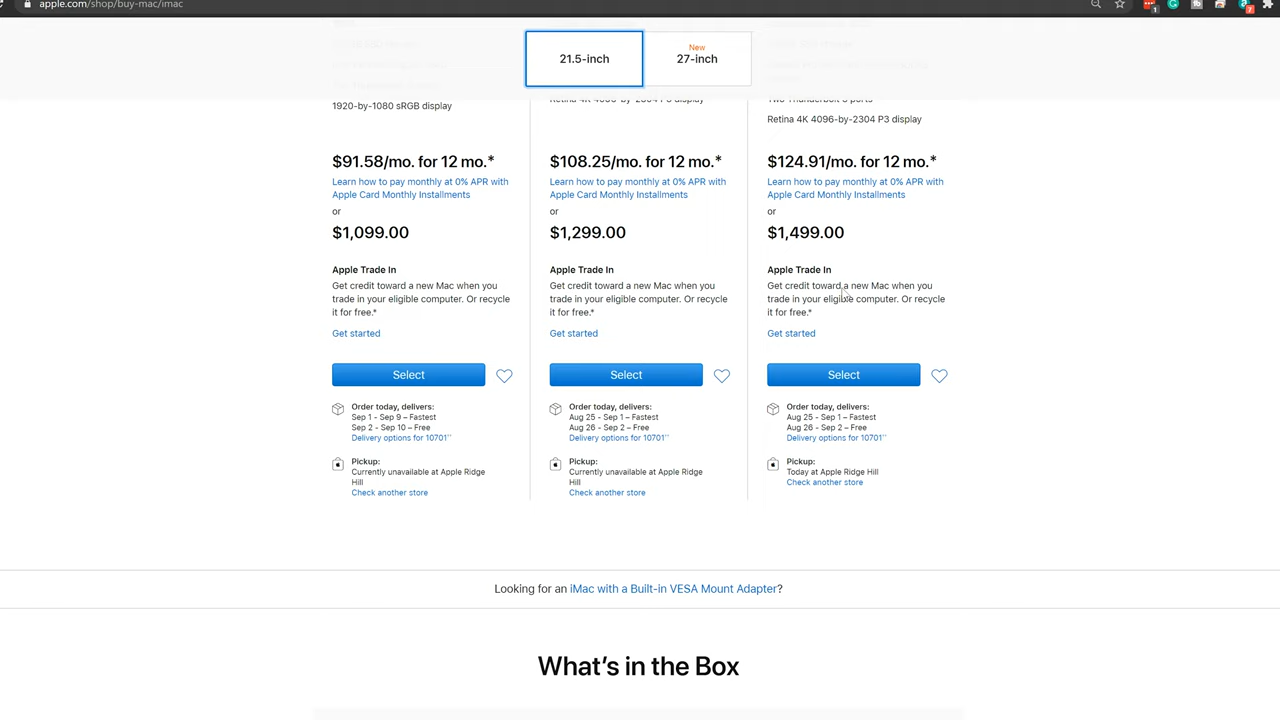 apple.com/shop/buy-mac/imac
21.5-inch
New
27-inch
1920-by-1080 sRGB display
Retina 4K 4096-by-2304 P3 display
Two Thunderbolt 3 ports
Retina 4K 4096-by-2304 P3 display
$91.58/mo. for 12 mo.*
Learn how to pay monthly at 0% APR with
Apple Card Monthly Installments
or
$1,099.00
Apple Trade In
Get credit toward a new Mac when you
trade in your eligible computer. Or recycle
it for free.*
Get started
Select
Order today, delivers:
Sep 1 - Sep 9 – Fastest
Sep 2 - Sep 10 – Free
Delivery options for 10701**
Pickup:
Currently unavailable at Apple Ridge
Hill
Check another store
$108.25/mo. for 12 mo.*
Learn how to pay monthly at 0% APR with
Apple Card Monthly Installments
or
$1,299.00
Apple Trade In
Get credit toward a new Mac when you
trade in your eligible computer. Or recycle
it for free.*
Get started
Select
Order today, delivers:
Aug 25 - Sep 1 – Fastest
Aug 26 - Sep 2 – Free
Delivery options for 10701**
Pickup:
Currently unavailable at Apple Ridge
Hill
Check another store
$124.91/mo. for 12 mo.*
Learn how to pay monthly at 0% APR with
Apple Card Monthly Installments
or
$1,499.00
Apple Trade In
Get credit toward a new Mac when you
trade in your eligible computer. Or recycle
it for free.*
Get started
Select
Order today, delivers:
Aug 25 - Sep 1 – Fastest
Aug 26 - Sep 2 – Free
Delivery options for 10701**
Pickup:
Today at Apple Ridge Hill
Check another store
Looking for an iMac with a Built-in VESA Mount Adapter?
What's in the Box